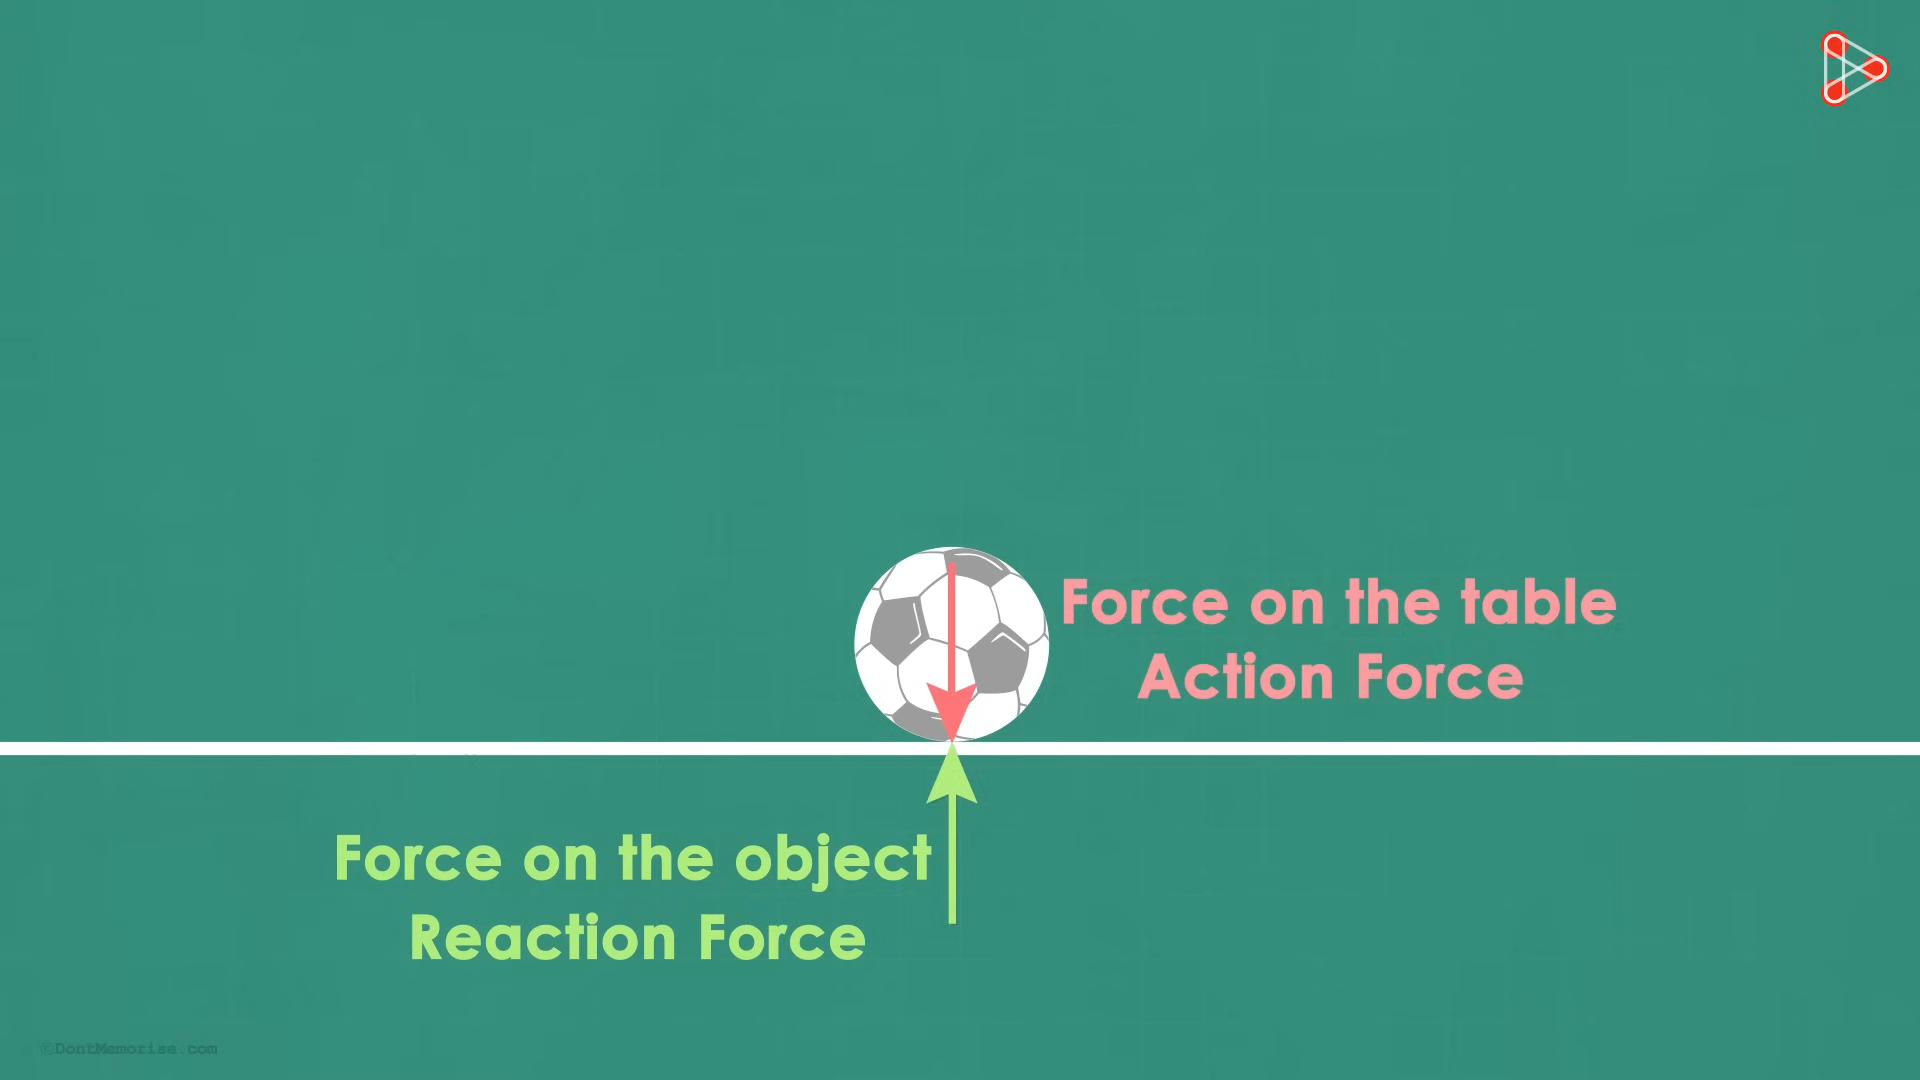 Force on the table
Action Force
Force on the object
Reaction Force
©DontMemorise.com